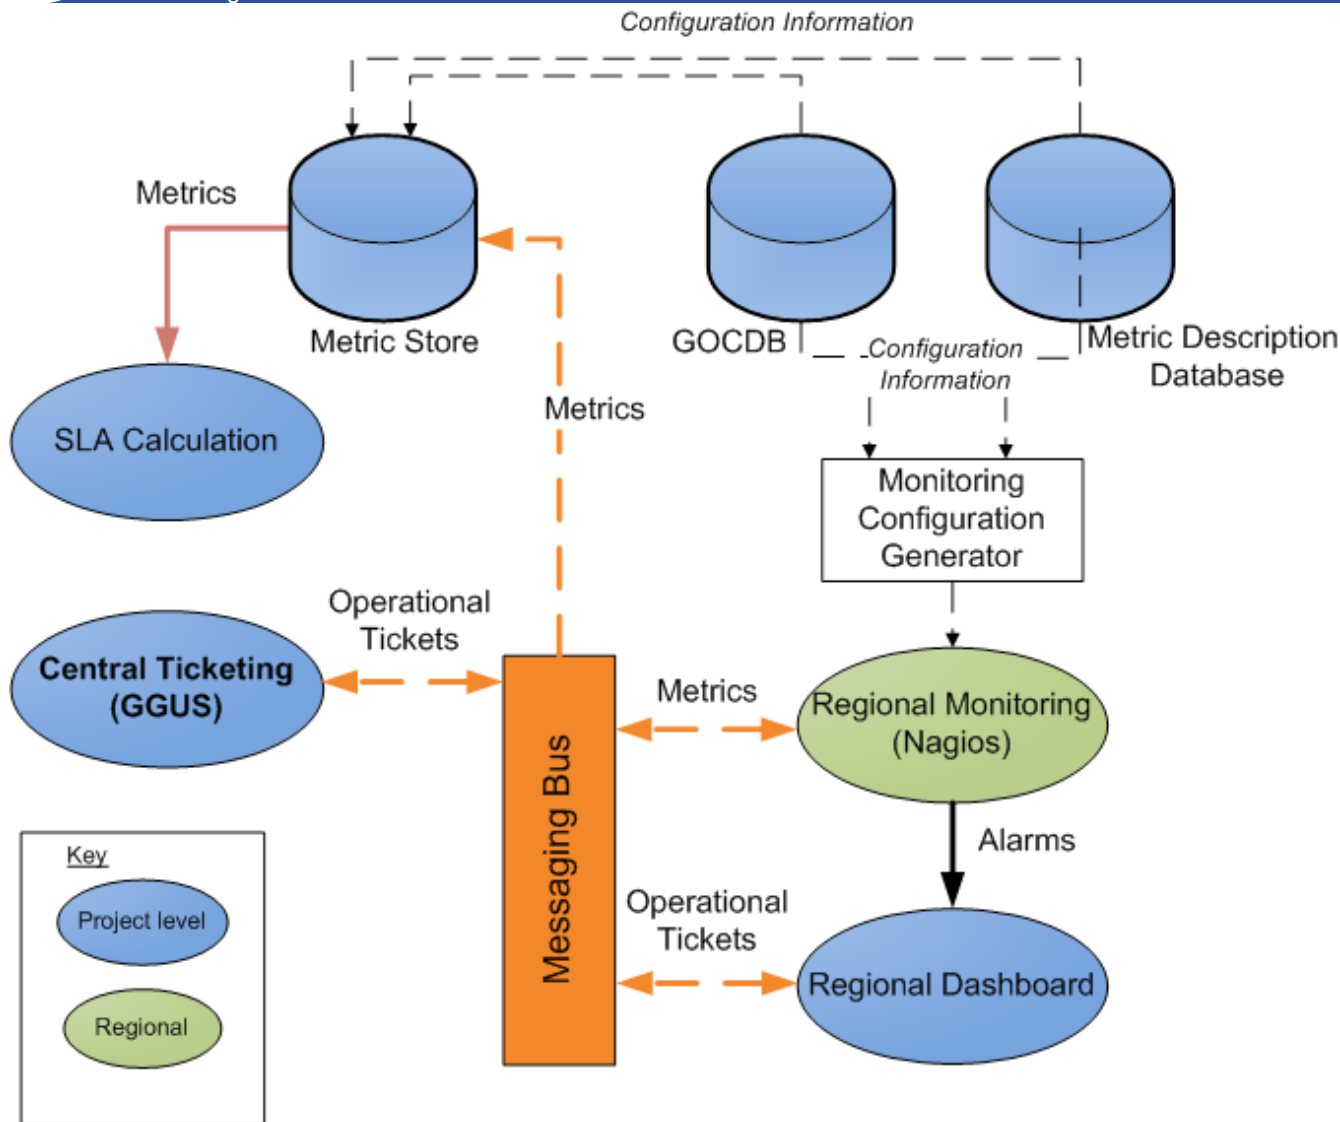 Configuration Information
Metrics
Metric Store
GOCDB
Configuration
Information
Metric Description
Database
Metrics
SLA Calculation
Monitoring
Configuration
Generator
Operational
Tickets
Central Ticketing
(GGUS)
Metrics
Regional Monitoring
(Nagios)
Messaging Bus
Alarms
Operational
Tickets
Regional Dashboard
Key
Project level
Regional